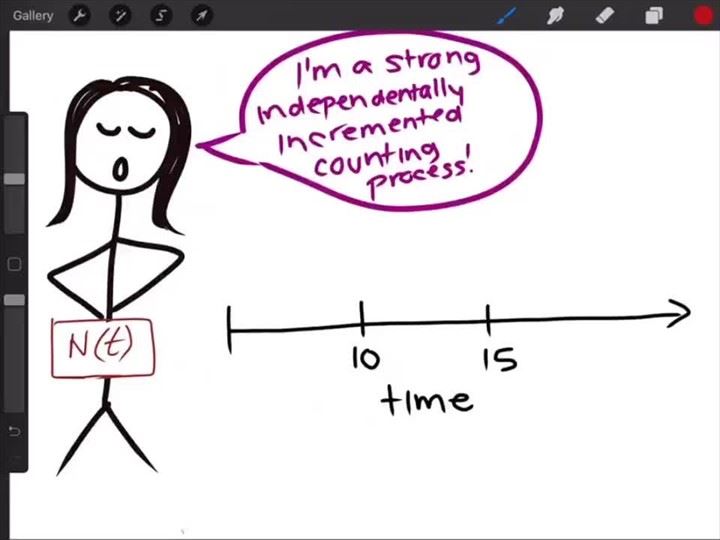 Gallery
I'm a strong
independentally
incremented
counting
process!
N(t)
10 15
time